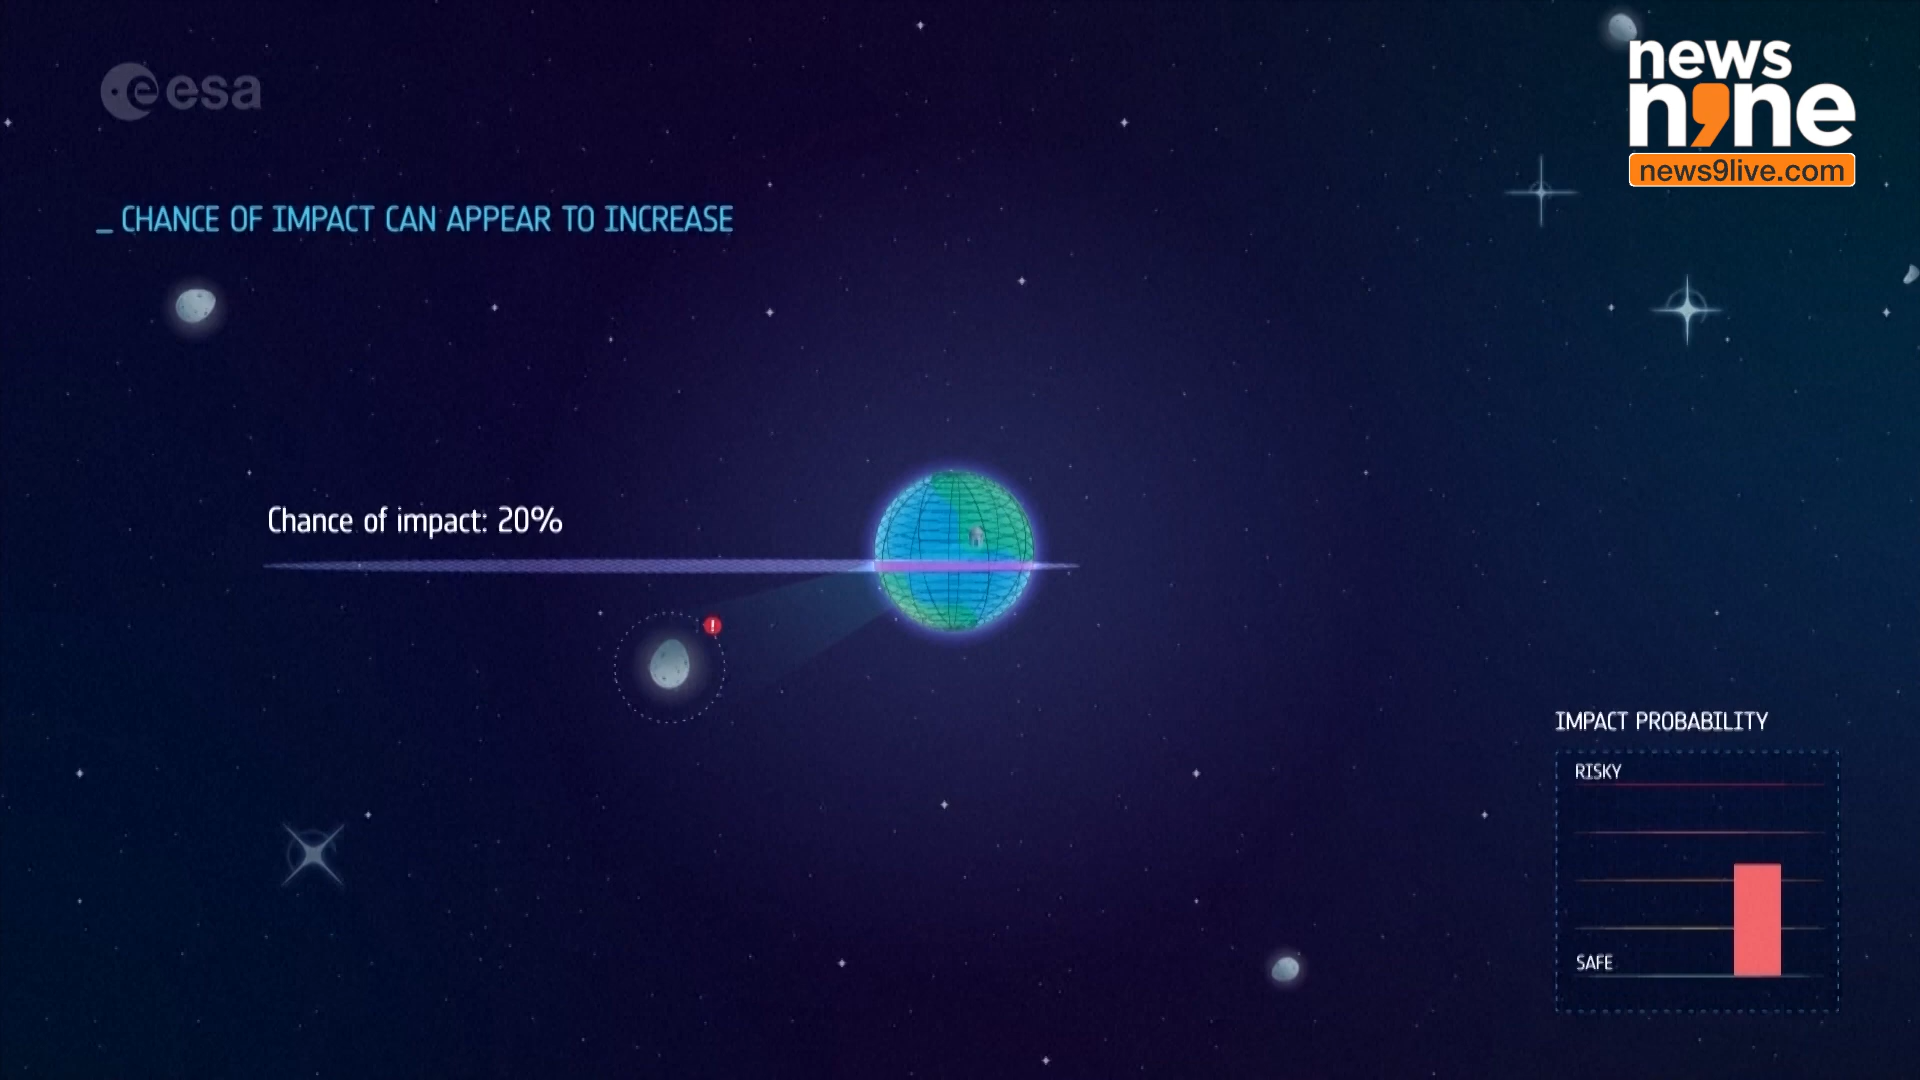 esa
news
nine
news9live.com
_ CHANCE OF IMPACT CAN APPEAR TO INCREASE
Chance of impact: 20%
!
IMPACT PROBABILITY
RISKY
SAFE